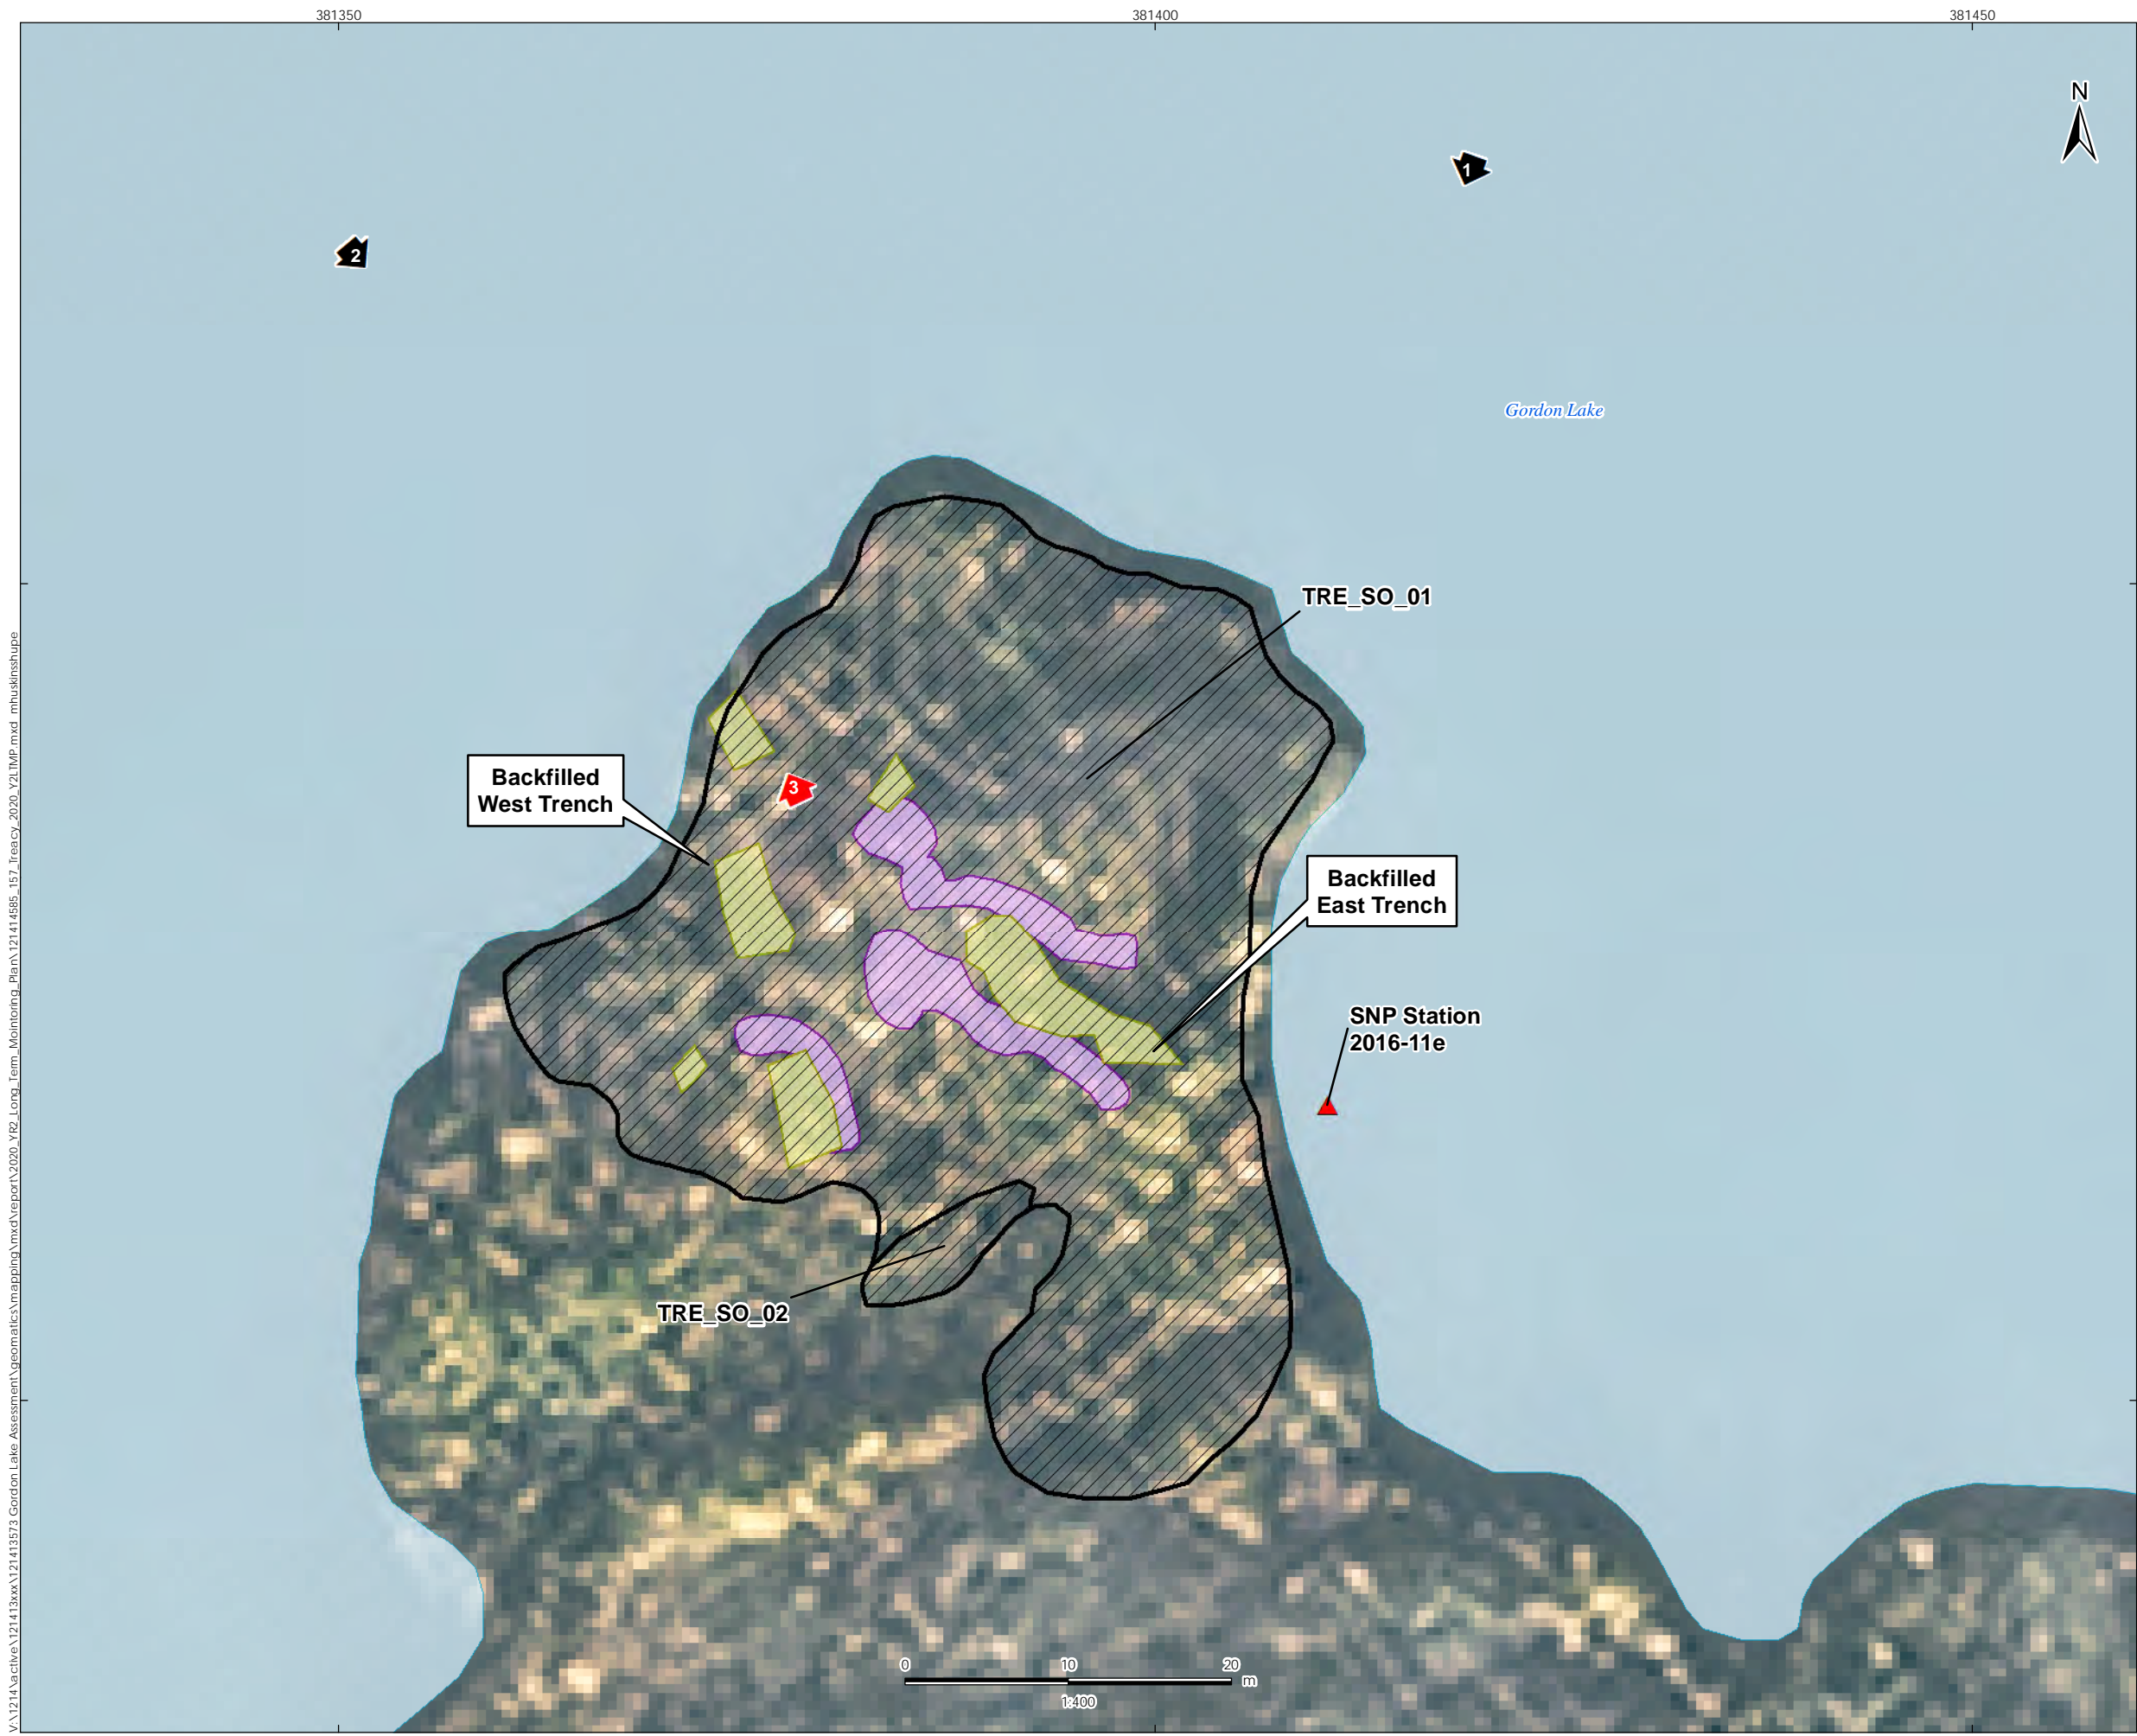 381350
381400
381450
N
1
2
Gordon Lake
TRE_SO_01
Backfilled
West Trench
3
Backfilled
East Trench
SNP Station
2016-11e
TRE_SO_02
0 10 20
m
1:400
V:\1214\active\121413xxx\121413573 Gordon Lake Assessment\geomatics\mapping\mxd\report\2020_YR2_Long_Term_Mointoring_Plan\121414585_157_Treacy_2020_Y2LTMP.mxd mhuskinsshupe